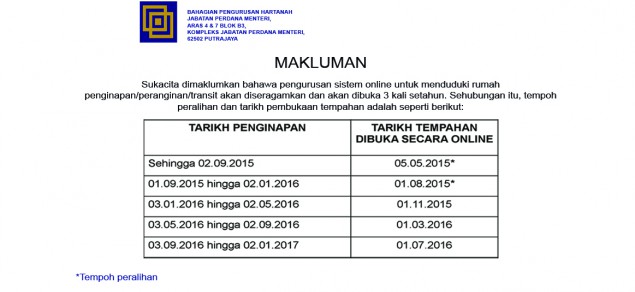 BAHAGIAN PENGURUSAN HARTANAH
JABATAN PERDANA MENTERI,
ARAS 4 & 7 BLOK B3,
KOMPLEKS JABATAN PERDANA MENTERI,
62502 PUTRAJAYA
MAKLUMAN
Sukacita dimaklumkan bahawa pengurusan sistem online untuk menduduki rumah
penginapan/peranginan/transit akan diseragamkan dan akan dibuka 3 kali setahun. Sehubungan itu, tempoh
peralihan dan tarikh pembukaan tempahan adalah seperti berikut:
TARIKH PENGINAPAN TARIKH TEMPAHAN
DIBUKA SECARA ONLINE
Sehingga 02.09.2015 05.05.2015*
01.09.2015 hingga 02.01.2016 01.08.2015*
03.01.2016 hingga 02.05.2016 01.11.2015
03.05.2016 hingga 02.09.2016 01.03.2016
03.09.2016 hingga 02.01.2017 01.07.2016
*Tempoh peralihan